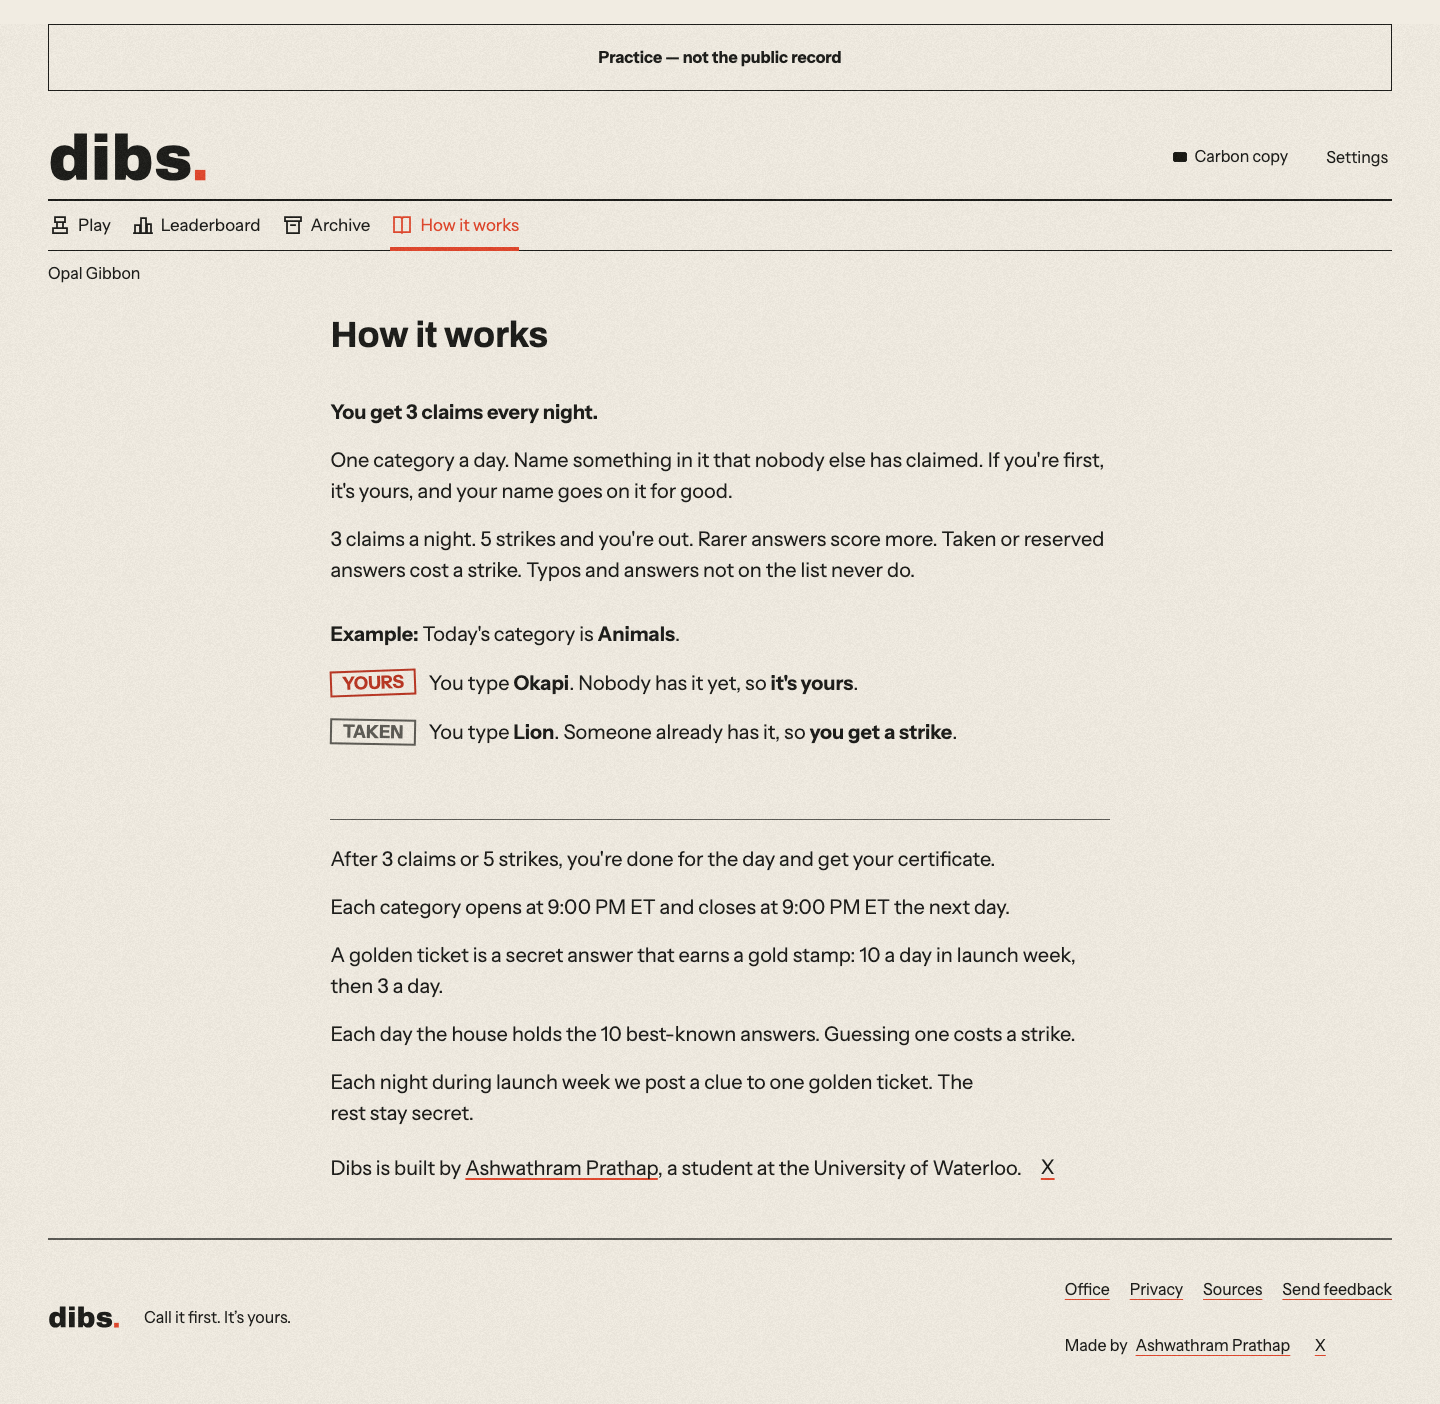 Practice — not the public record
dibs.
Carbon copy
Settings
Play
Leaderboard
Archive
How it works
Opal Gibbon
How it works
You get 3 claims every night.
One category a day. Name something in it that nobody else has claimed. If you're first,
it's yours, and your name goes on it for good.
3 claims a night. 5 strikes and you're out. Rarer answers score more. Taken or reserved
answers cost a strike. Typos and answers not on the list never do.
Example: Today's category is Animals.
YOURS You type Okapi. Nobody has it yet, so it's yours.
TAKEN You type Lion. Someone already has it, so you get a strike.
After 3 claims or 5 strikes, you're done for the day and get your certificate.
Each category opens at 9:00 PM ET and closes at 9:00 PM ET the next day.
A golden ticket is a secret answer that earns a gold stamp: 10 a day in launch week,
then 3 a day.
Each day the house holds the 10 best-known answers. Guessing one costs a strike.
Each night during launch week we post a clue to one golden ticket. The
rest stay secret.
Dibs is built by Ashwathram Prathap, a student at the University of Waterloo. X
dibs. Call it first. It’s yours.
Office Privacy Sources Send feedback
Made by Ashwathram Prathap X